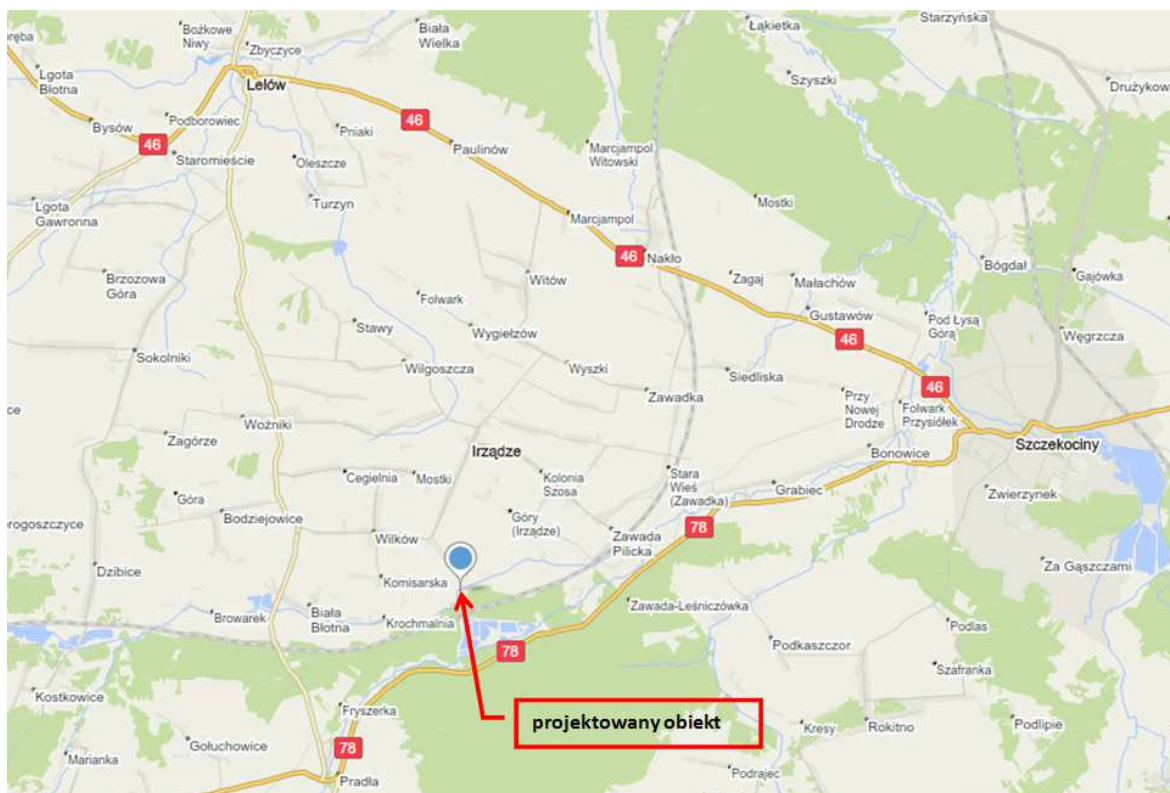 Bożkowe
Niwy
Biała
Wielka
Łąkietka
Starzyńska
ręba
Zbyczyce
Lgota
Błotna
Lelów
Szyszki
Drużykow
Podborowiec
46
Bysów
Pniaki
46
Paulinów
Marcjampol
Witowski
Staromieście
Oleszcze
Lgota
Gawronna
Turzyn
Mostki
Marcjampol
46
Nakło
Bógdał
Gajówka
Brzozowa
Góra
Witów
Zagaj
Małachów
Folwark
Gustawów
Pod Łysą
Górą
Stawy
Wygiełzów
46
Węgrzcza
Sokolniki
Wilgoszcza
Wyszki
Siedliska
46
Zawadka
Przy
Nowej
Drodze
Folwark
Przysiółek
ce
Woźniki
Zagórze
Irządze
Bonowice
Szczekociny
Cegielnia
Mostki
Kolonia
Szosa
Stara
Wieś
(Zawadka)
Grabiec
Zwierzynek
Góra
Bodziejowice
Góry
(Irządze)
orogoszczyce
78
Wilków
Zawada
Pilicka
Dzibice
Komisarska
Za Gąszczami
Browarek
Biała
Błotna
Krochmalnia
Zawada-Leśniczówka
Podlas
78
Podkaszczor
Szafranka
Kostkowice
Fryszerka
projektowany obiekt
Kresy
Rokitno
Podlipie
Gołuchowice
78
Marianka
Pradła
Podrajec